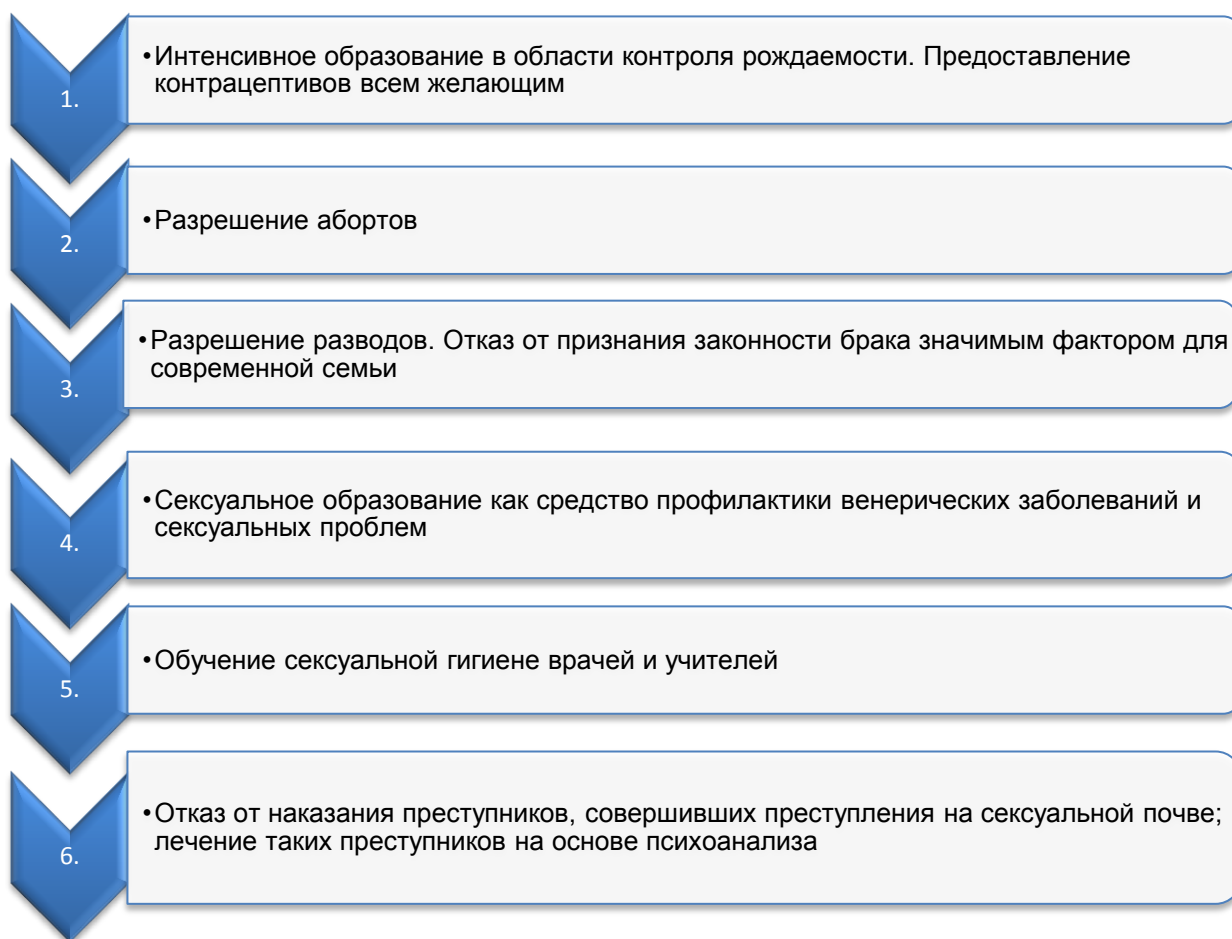 1.
•Интенсивное образование в области контроля рождаемости. Предоставление
контрацептивов всем желающим
2.
•Разрешение абортов
3.
•Разрешение разводов. Отказ от признания законности брака значимым фактором для
современной семьи
4.
•Сексуальное образование как средство профилактики венерических заболеваний и
сексуальных проблем
5.
•Обучение сексуальной гигиене врачей и учителей
6.
•Отказ от наказания преступников, совершивших преступления на сексуальной почве;
лечение таких преступников на основе психоанализа